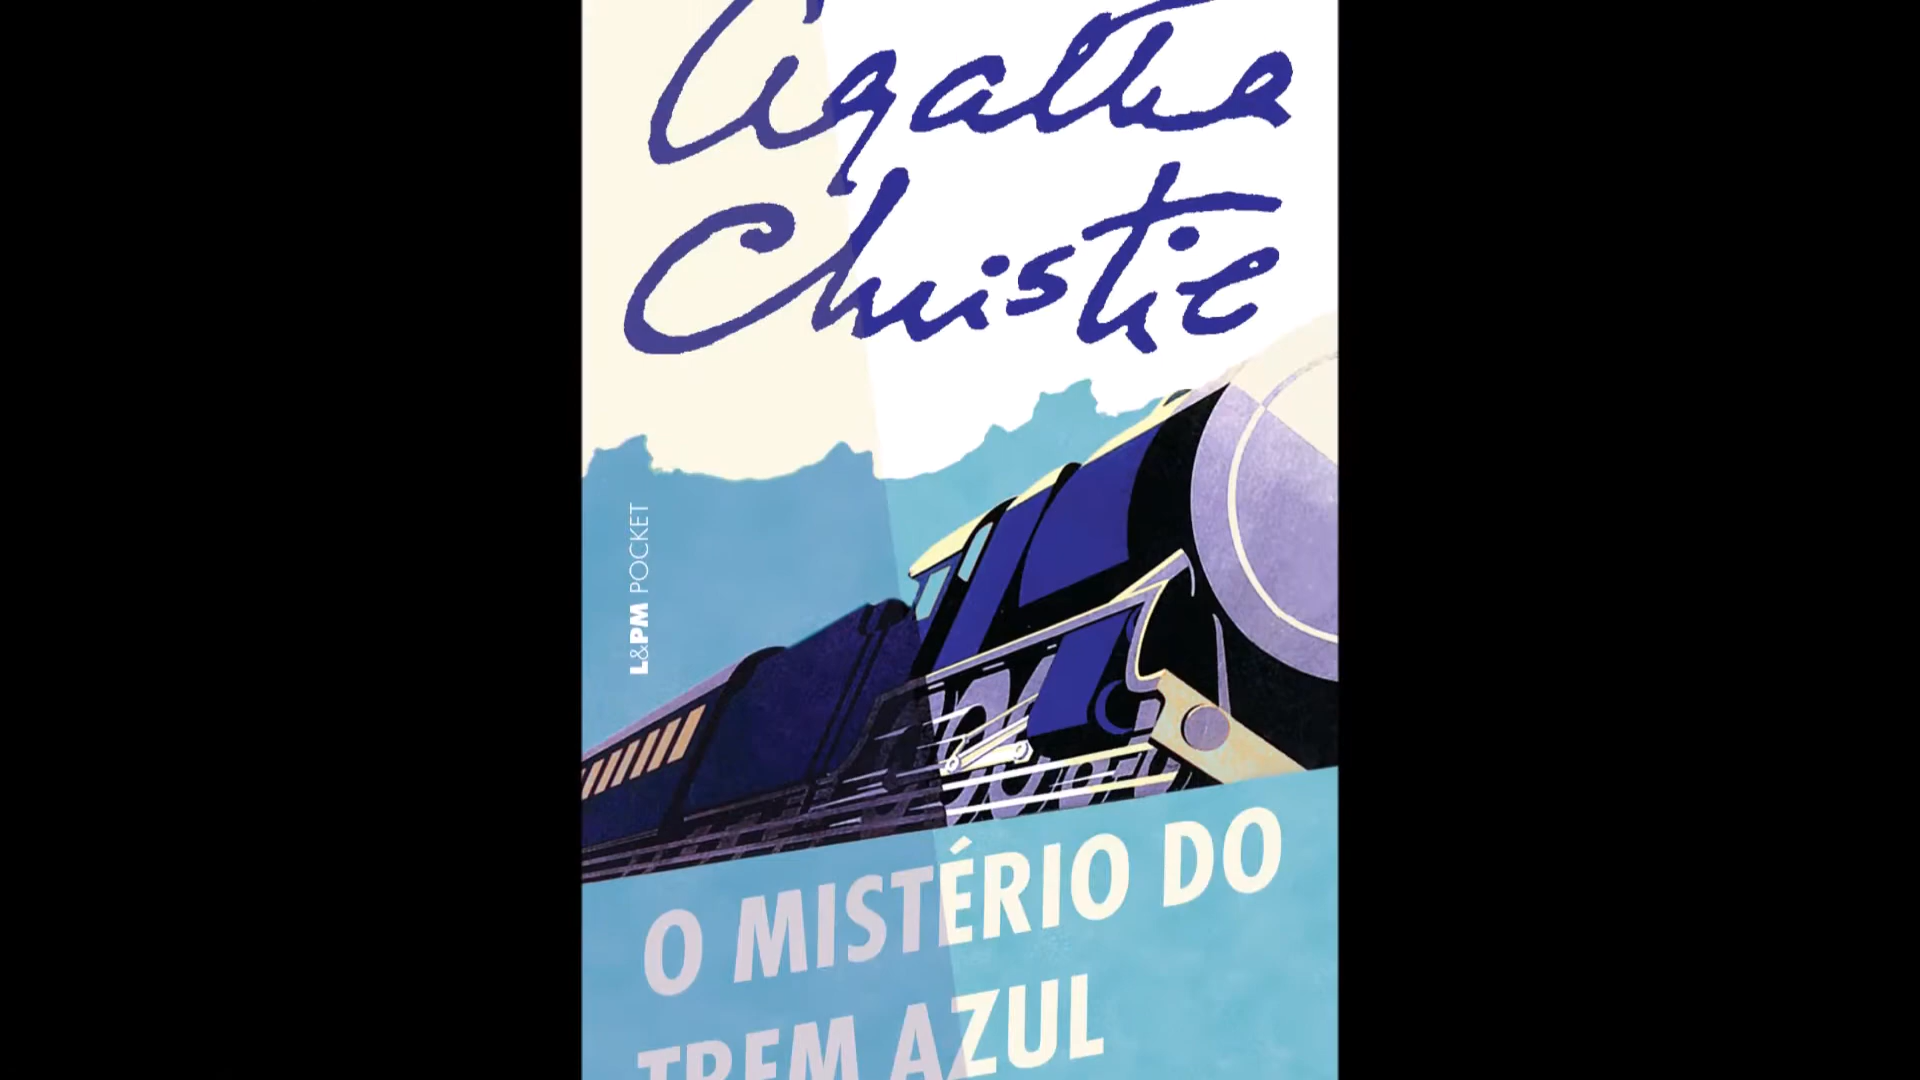 Agatha
Christie
L&PM POCKET
O MISTÉRIO DO
TREM AZUL